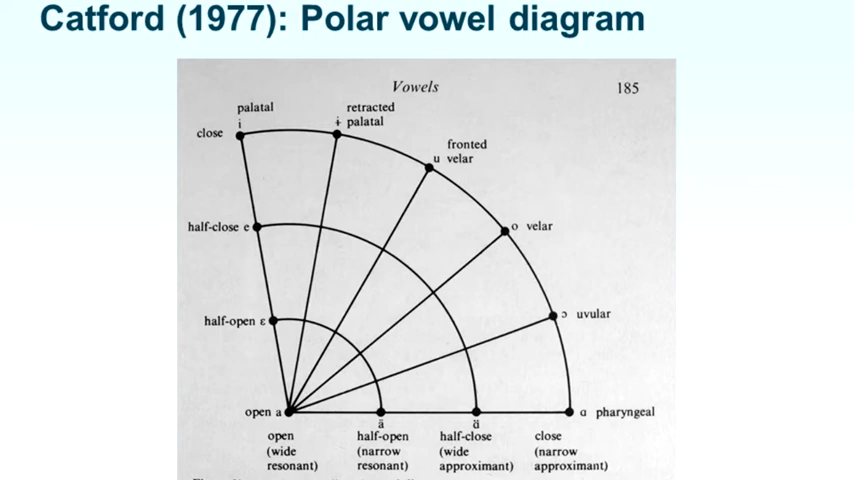 Catford (1977): Polar vowel diagram
Vowels
185
palatal
i
retracted
ɨ palatal
close
fronted
u velar
half-close e
o velar
half-open ɛ
ɔ uvular
open a
ɑ pharyngeal
ä
ɑ̈
open
(wide
resonant)
half-open
(narrow
resonant)
half-close
(wide
approximant)
close
(narrow
approximant)